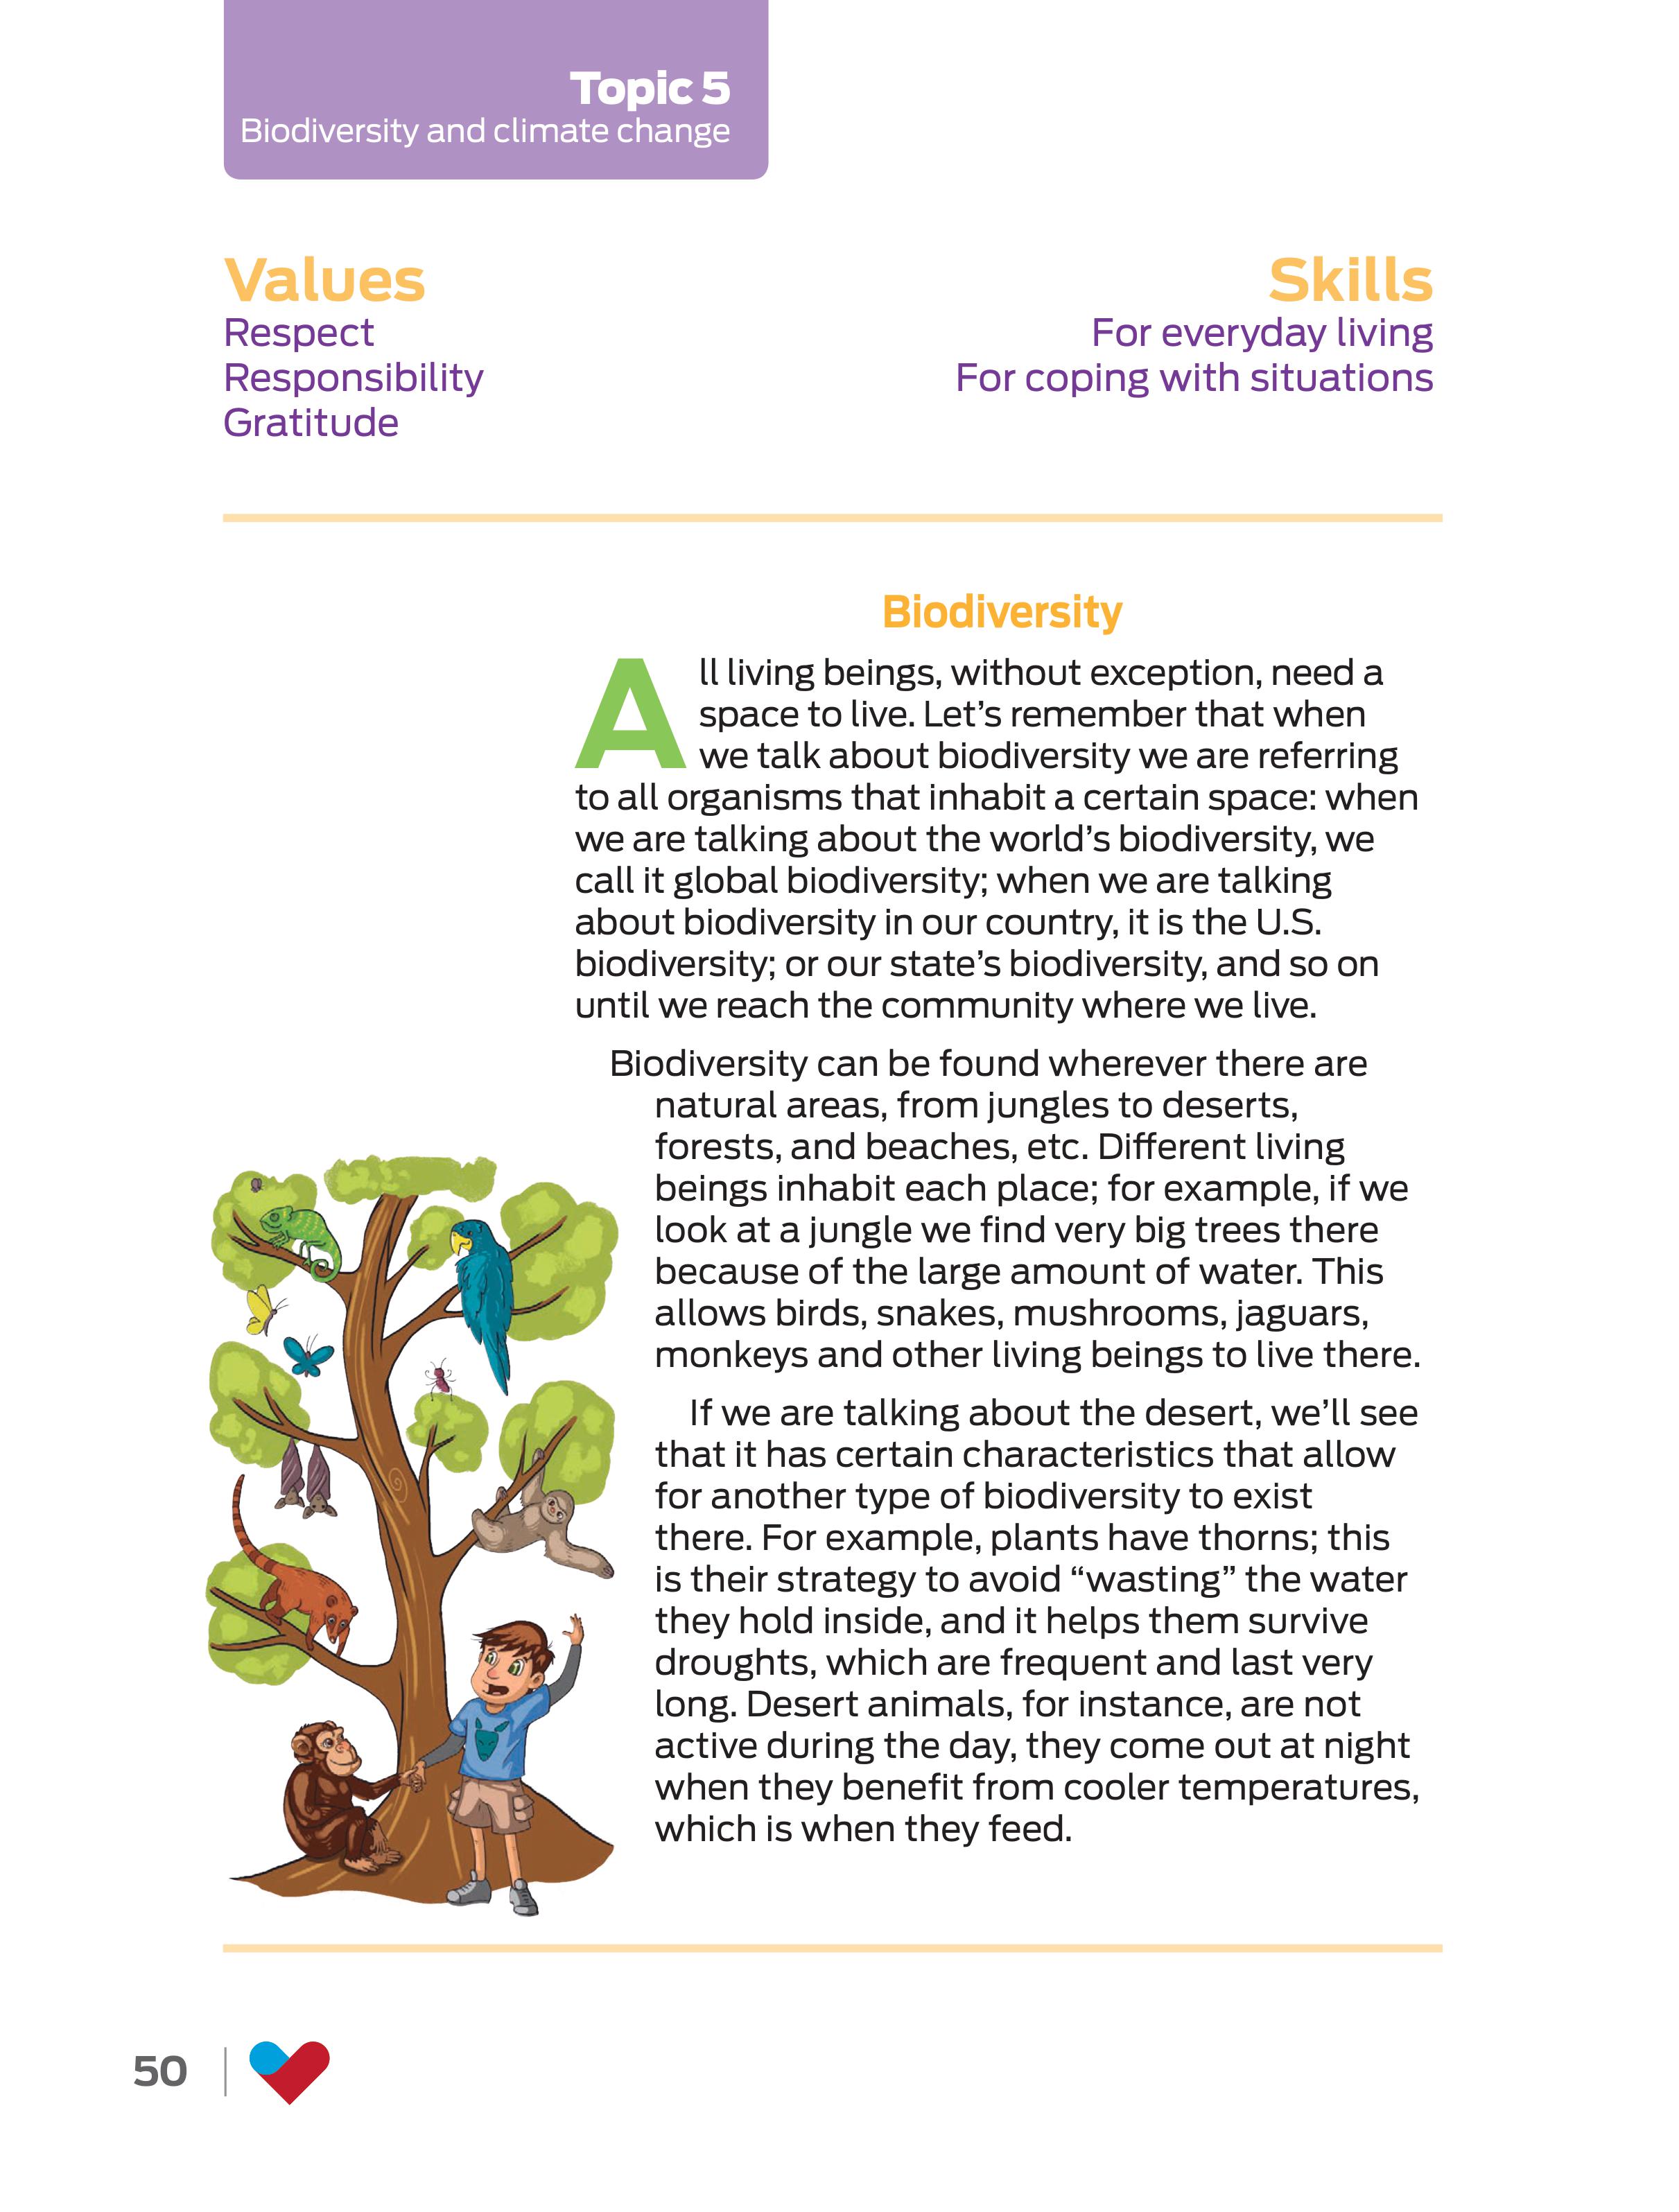 Topic 5
Biodiversity and climate change
Values
Respect
Responsibility
Gratitude
Skills
For everyday living
For coping with situations
Biodiversity
All living beings, without exception, need a
space to live. Let’s remember that when
we talk about biodiversity we are referring
to all organisms that inhabit a certain space: when
we are talking about the world’s biodiversity, we
call it global biodiversity; when we are talking
about biodiversity in our country, it is the U.S.
biodiversity; or our state’s biodiversity, and so on
until we reach the community where we live.
Biodiversity can be found wherever there are
natural areas, from jungles to deserts,
forests, and beaches, etc. Different living
beings inhabit each place; for example, if we
look at a jungle we find very big trees there
because of the large amount of water. This
allows birds, snakes, mushrooms, jaguars,
monkeys and other living beings to live there.
If we are talking about the desert, we’ll see
that it has certain characteristics that allow
for another type of biodiversity to exist
there. For example, plants have thorns; this
is their strategy to avoid “wasting” the water
they hold inside, and it helps them survive
droughts, which are frequent and last very
long. Desert animals, for instance, are not
active during the day, they come out at night
when they benefit from cooler temperatures,
which is when they feed.
50